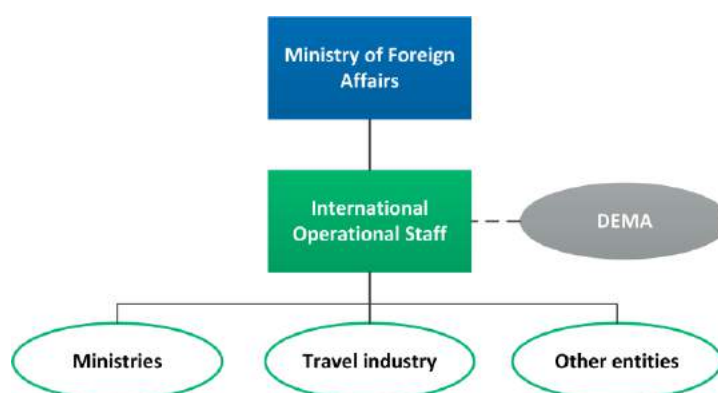 Ministry of Foreign
Affairs
International
Operational Staff
DEMA
Ministries
Travel industry
Other entities